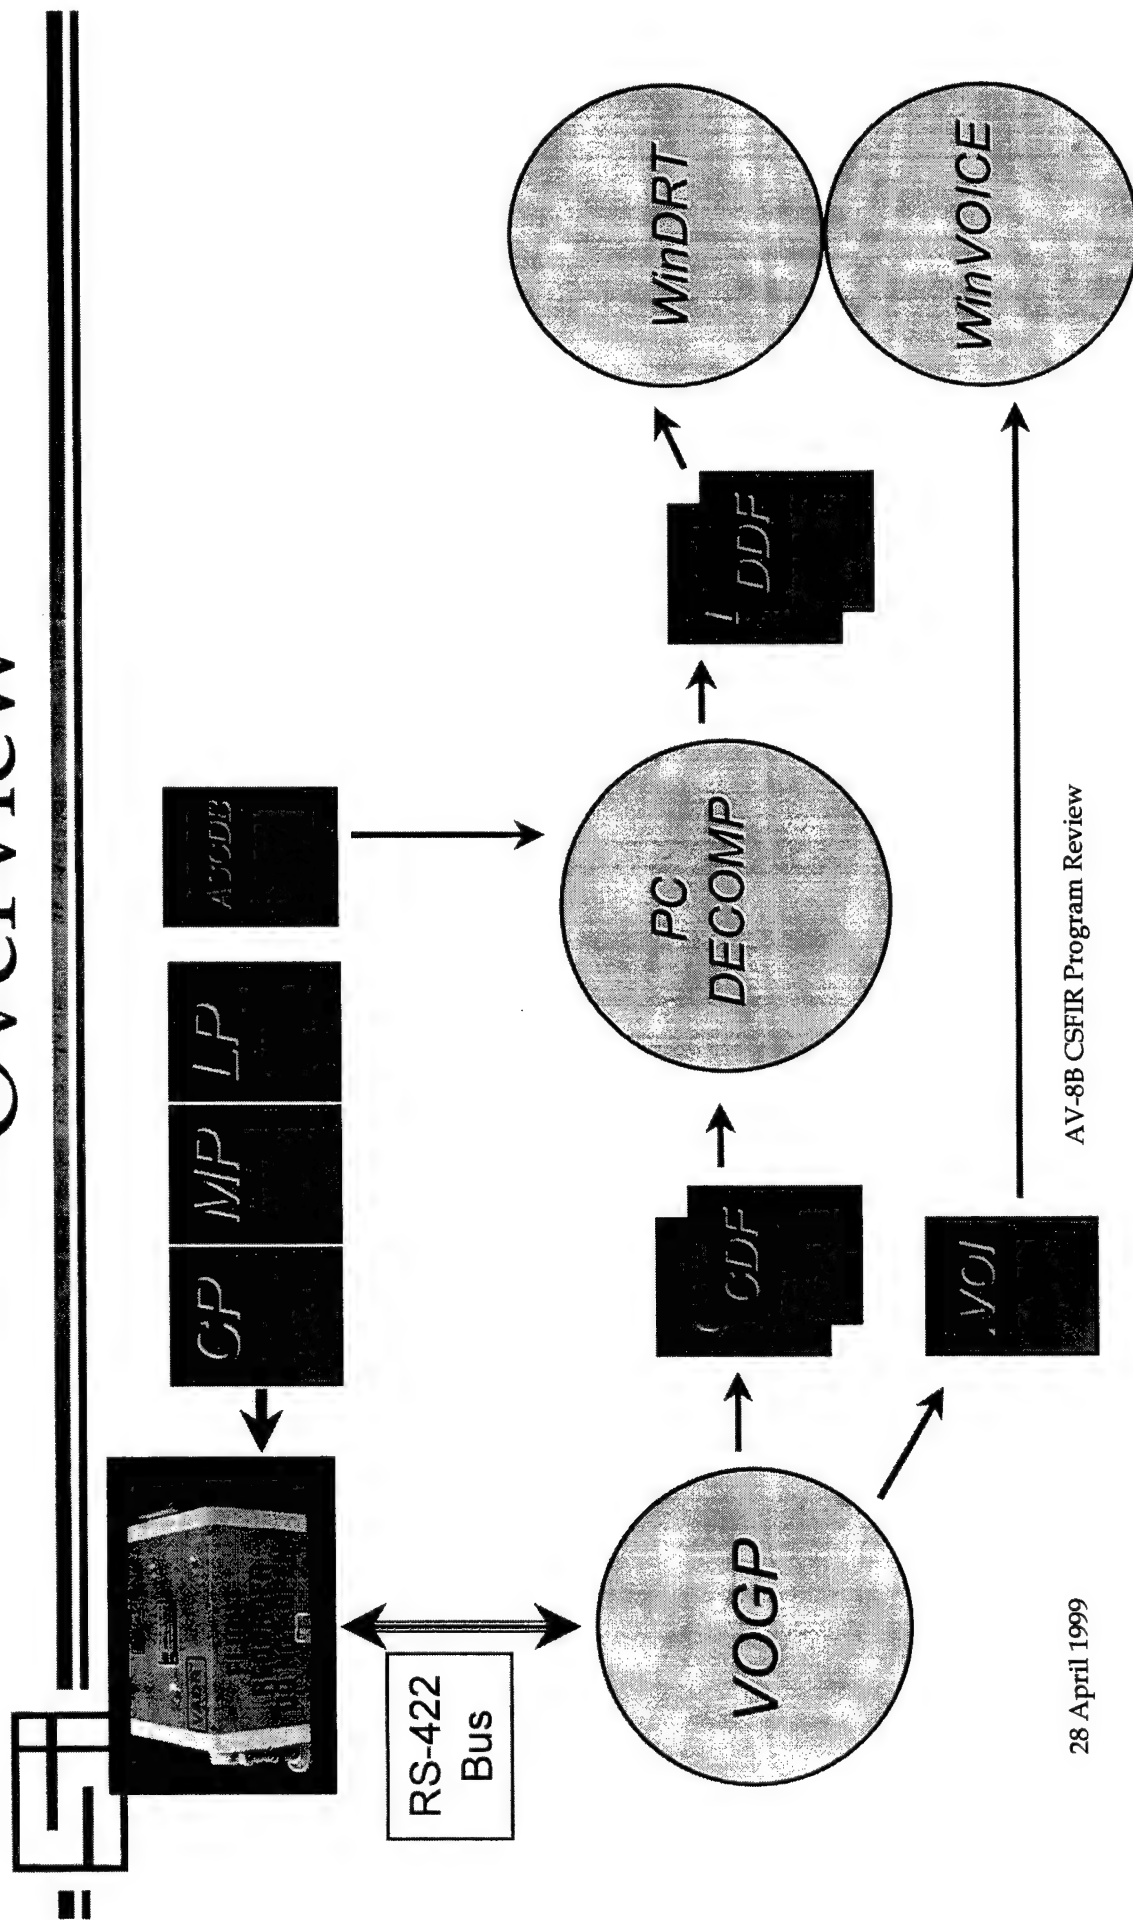 Overview
CP
MP
LP
RS-422
Bus
VOGP
CDF
.VOI
PC
DECOMP
DDF
WinDRT
WinVOICE
28 April 1999
AV-8B CSFIR Program Review